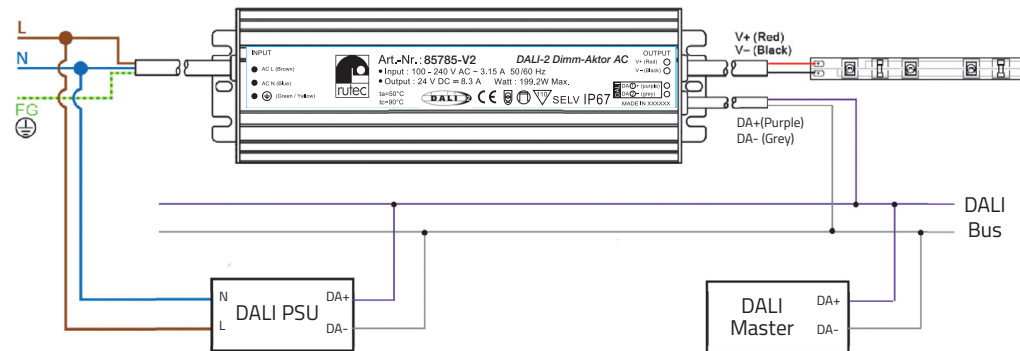 L
N
FG
INPUT
AC L (Brown)
AC N (Blue)
(Green / Yellow)
rutec
Art.-Nr. : 85785-V2
DALI-2 Dimm-Aktor AC
• Input : 100 - 240 V AC ~ 3.15 A 50/60 Hz
• Output : 24 V DC ⎓ 8.3 A Watt : 199.2W Max.
ta=50°C
tc=90°C
DALI
CE
110
SELV IP67
OUTPUT
V+ (Red)
V-(Black)
DALI
DA+ (purple)
DA- (grey)
MADE IN XXXXXX
V+ (Red)
V- (Black)
DA+(Purple)
DA- (Grey)
DALI
Bus
N
L
DALI PSU
DA+
DA-
DALI
Master
DA+
DA-